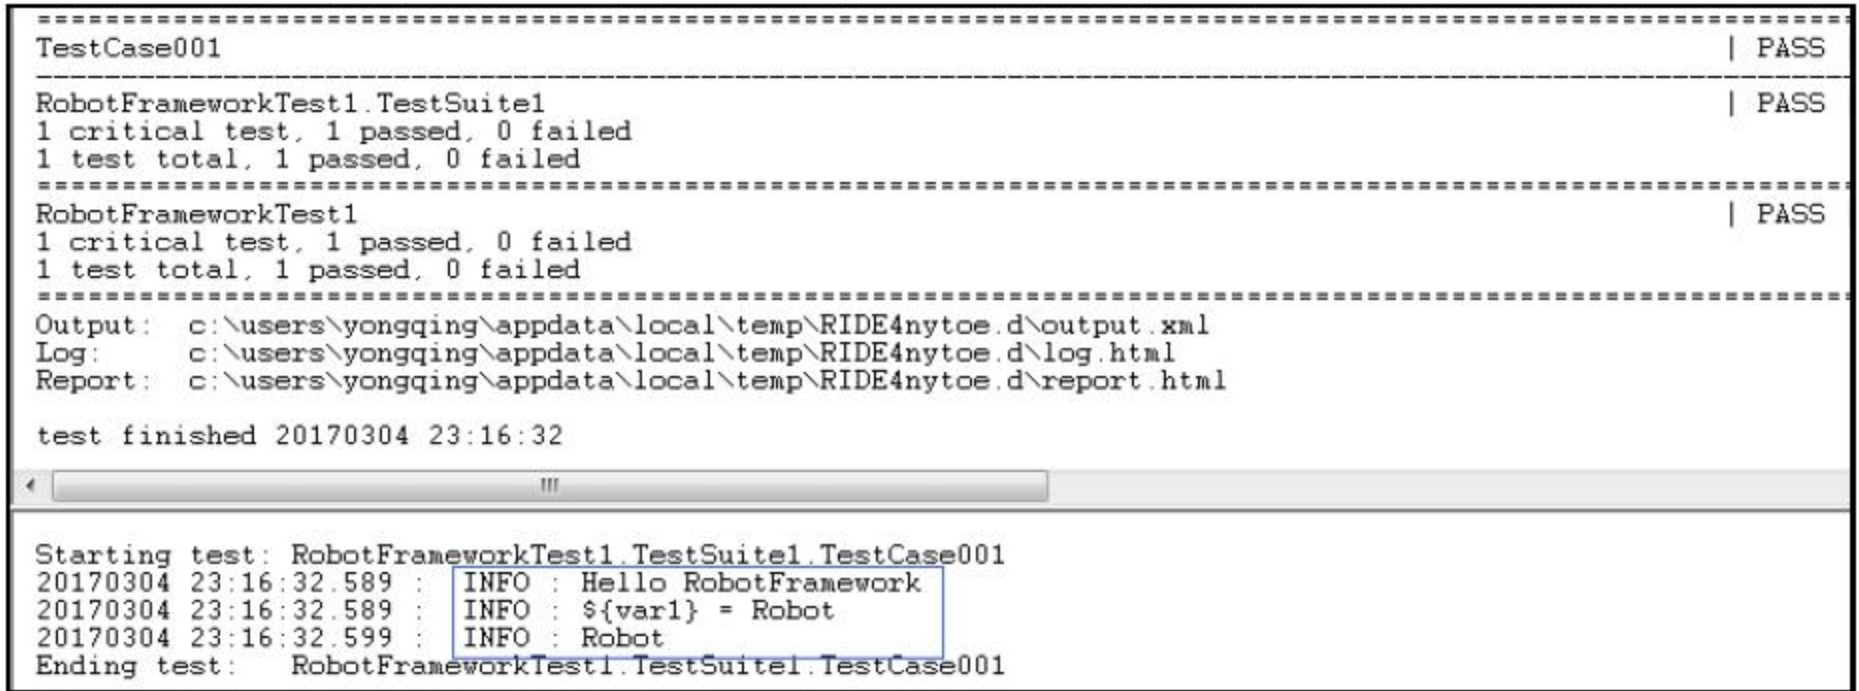 ==============================================================================
TestCase001 | PASS
------------------------------------------------------------------------------
RobotFrameworkTest1.TestSuite1 | PASS
1 critical test, 1 passed, 0 failed
1 test total, 1 passed, 0 failed
==============================================================================
RobotFrameworkTest1 | PASS
1 critical test, 1 passed, 0 failed
1 test total, 1 passed, 0 failed
==============================================================================
Output: c:\users\yongqing\appdata\local\temp\RIDE4nytoe.d\output.xml
Log: c:\users\yongqing\appdata\local\temp\RIDE4nytoe.d\log.html
Report: c:\users\yongqing\appdata\local\temp\RIDE4nytoe.d\report.html
test finished 20170304 23:16:32
Starting test: RobotFrameworkTest1.TestSuite1.TestCase001
20170304 23:16:32.589 : INFO : Hello RobotFramework
20170304 23:16:32.589 : INFO : ${var1} = Robot
20170304 23:16:32.599 : INFO : Robot
Ending test: RobotFrameworkTest1.TestSuite1.TestCase001